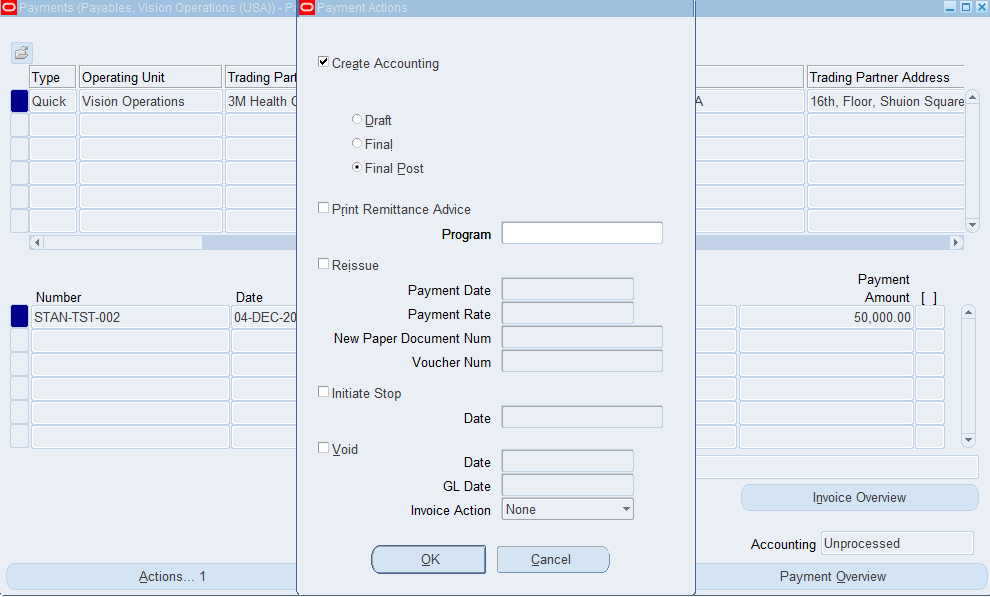 Payments (Payables, Vision Operations (USA)) - P
Payment Actions
Create Accounting
Type
Operating Unit
Trading Part
Trading Partner Address
Quick
Vision Operations
3M Health C
A
16th, Floor, Shuion Square
Draft
Final
Final Post
Print Remittance Advice
Program
Reissue
Payment Date
Payment Rate
New Paper Document Num
Voucher Num
Initiate Stop
Date
Void
Date
GL Date
Invoice Action
None
OK
Cancel
Number
Date
Payment
Amount
[ ]
STAN-TST-002
04-DEC-20
50,000.00
Invoice Overview
Accounting
Unprocessed
Actions... 1
Payment Overview